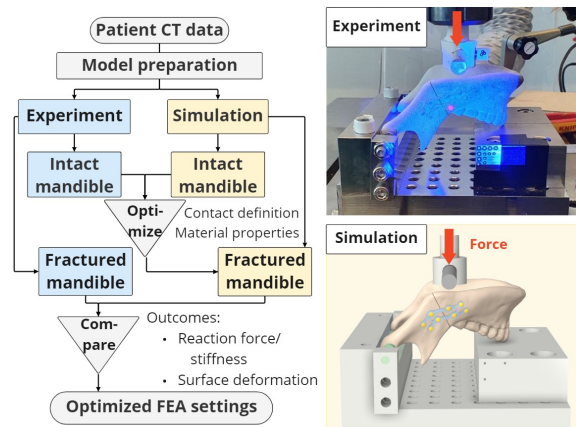 Patient CT data
Model preparation
Experiment
Simulation
Intact
mandible
Intact
mandible
Opti-
mize
Contact definition
Material properties
Fractured
mandible
Fractured
mandible
Com-
pare
Outcomes:
• Reaction force/
stiffness
• Surface deformation
Optimized FEA settings
Experiment
Simulation
Force